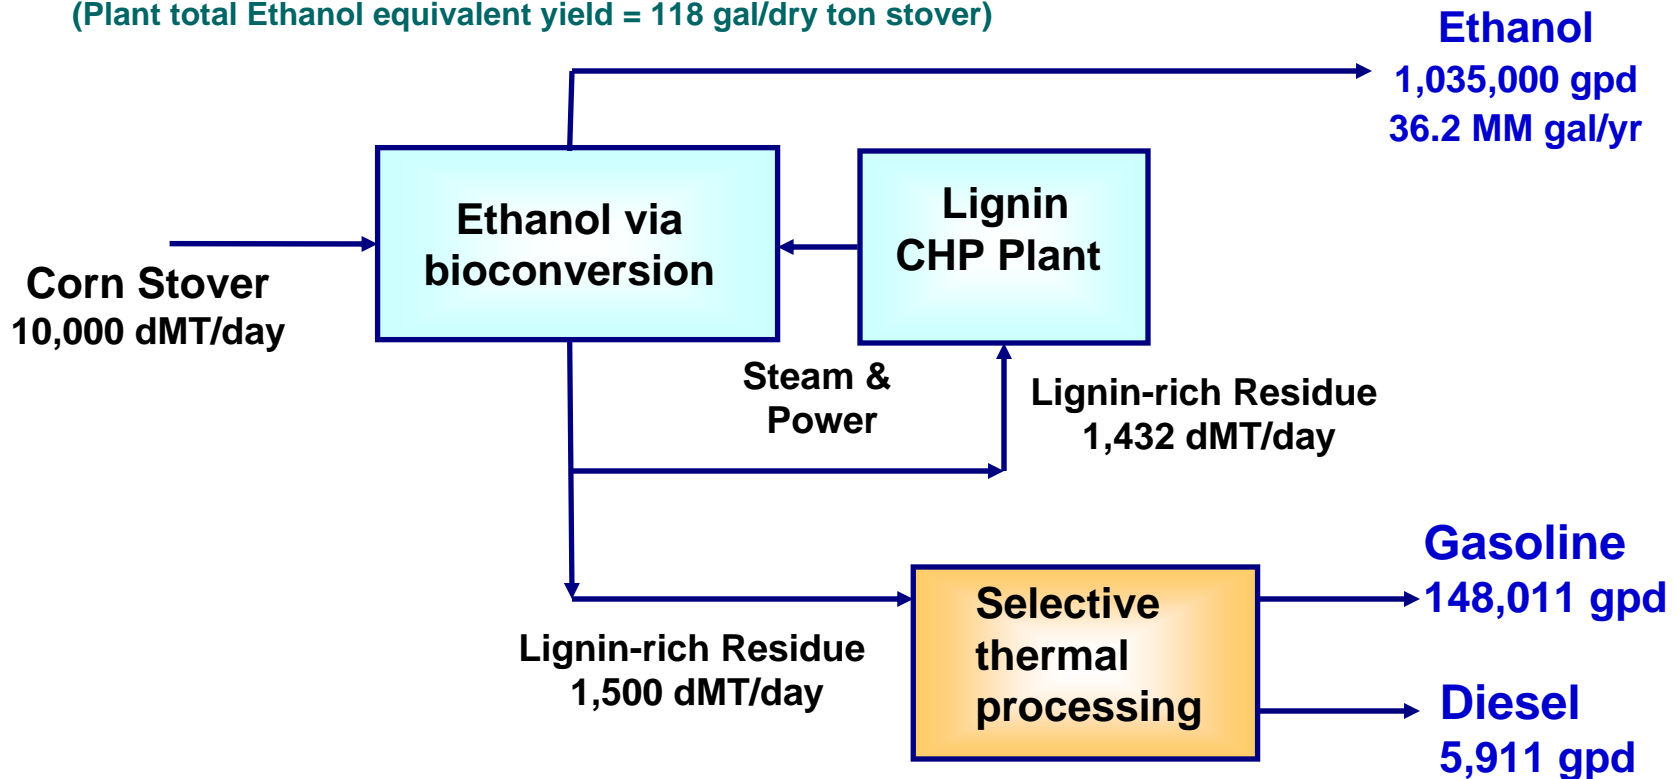 (Plant total Ethanol equivalent yield = 118 gal/dry ton stover)
Ethanol
1,035,000 gpd
36.2 MM gal/yr
Ethanol via
bioconversion
Lignin
CHP Plant
Corn Stover
10,000 dMT/day
Steam &
Power
Lignin-rich Residue
1,432 dMT/day
Lignin-rich Residue
1,500 dMT/day
Selective
thermal
processing
Gasoline
148,011 gpd
Diesel
5,911 gpd